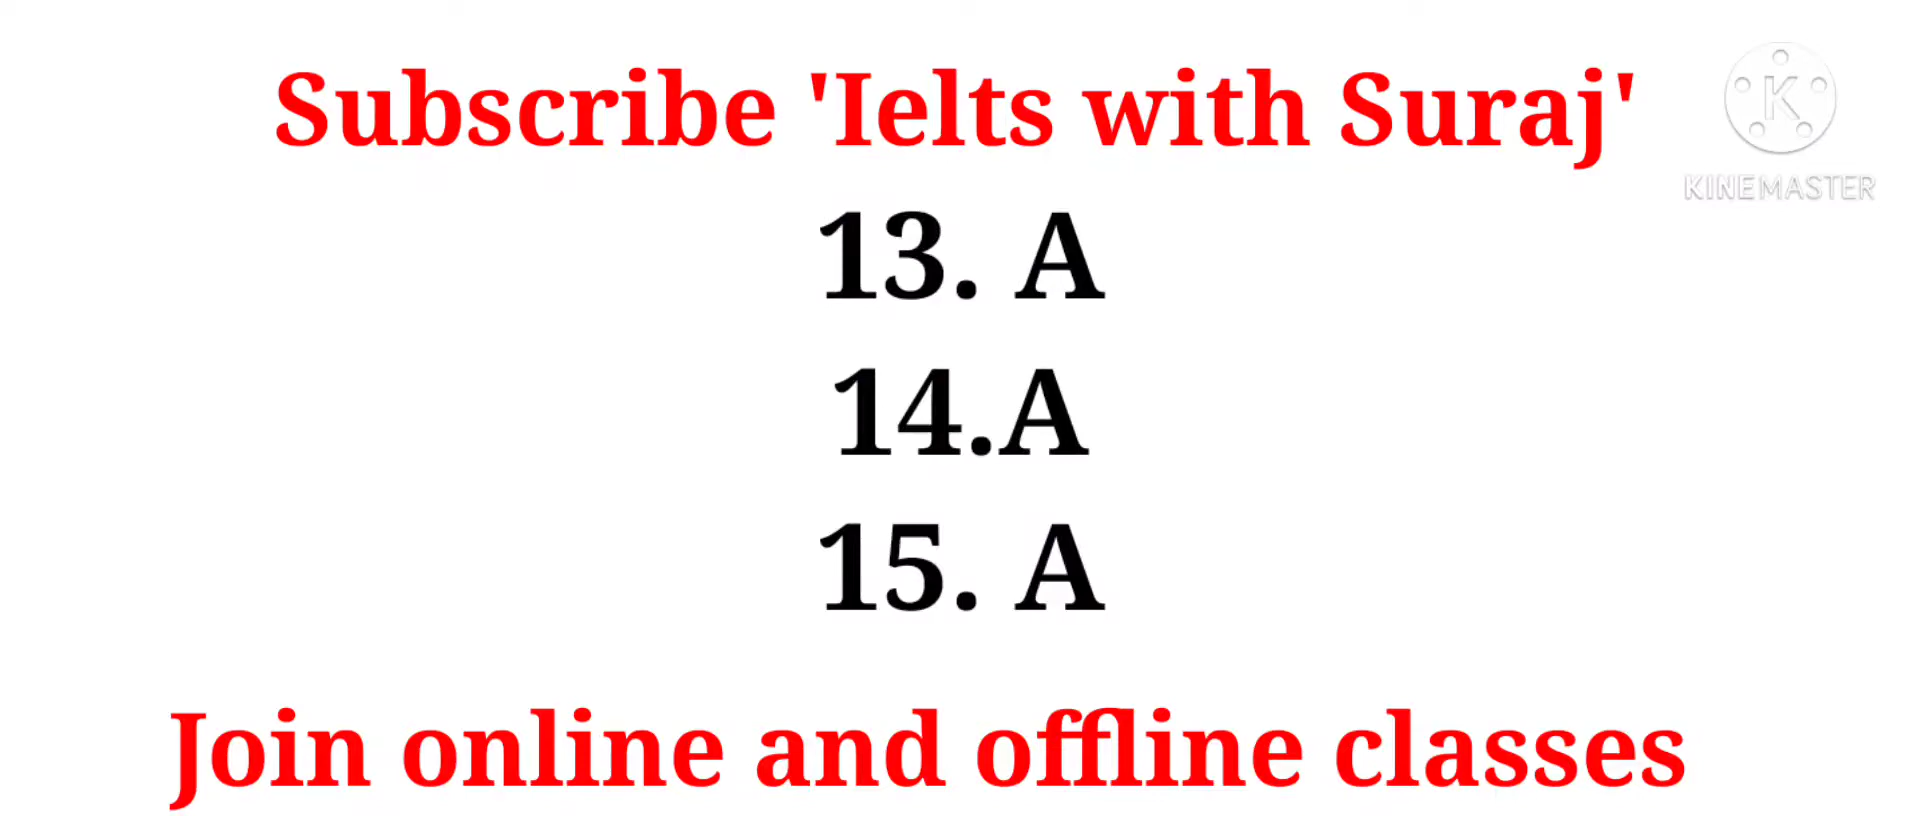 Subscribe 'Ielts with Suraj'
K
KINEMASTER
13. A
14.A
15. A
Join online and offline classes